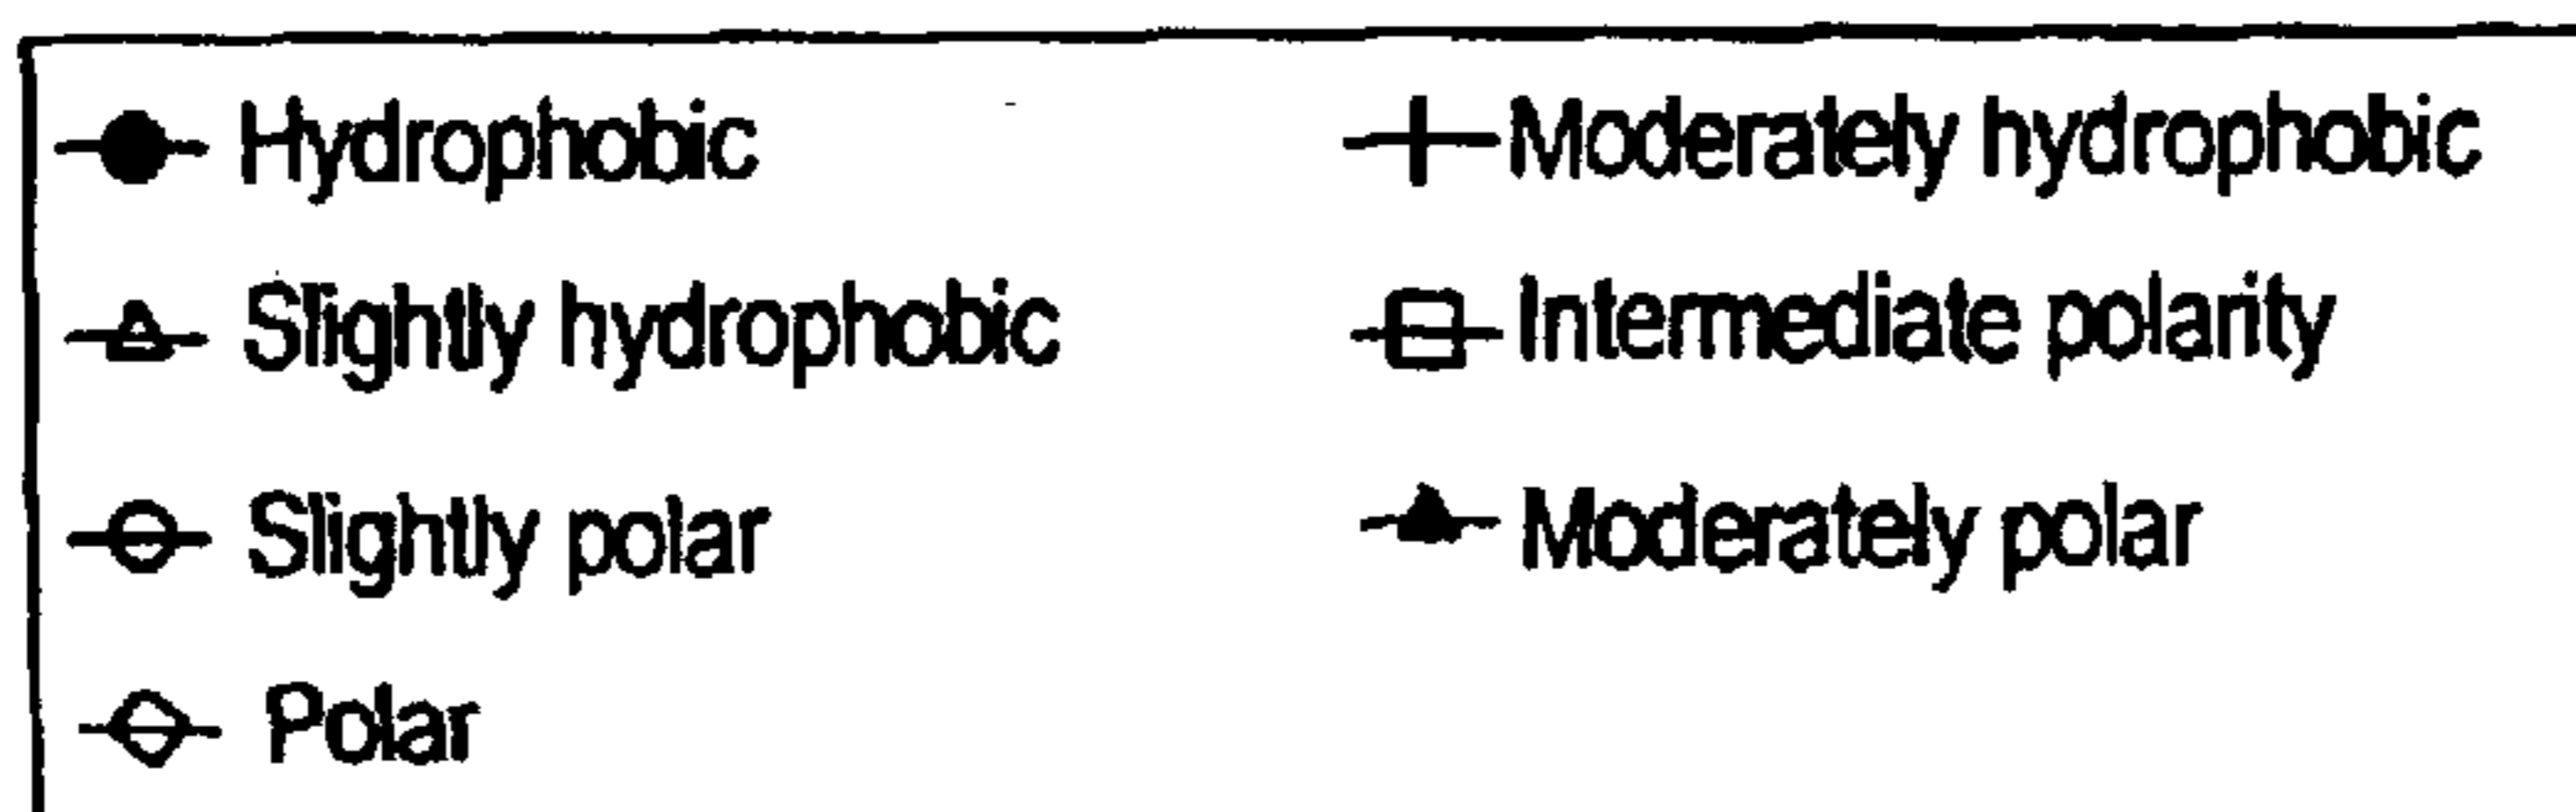 Hydrophobic
Moderately hydrophobic
Slightly hydrophobic
Intermediate polarity
Slightly polar
Moderately polar
Polar